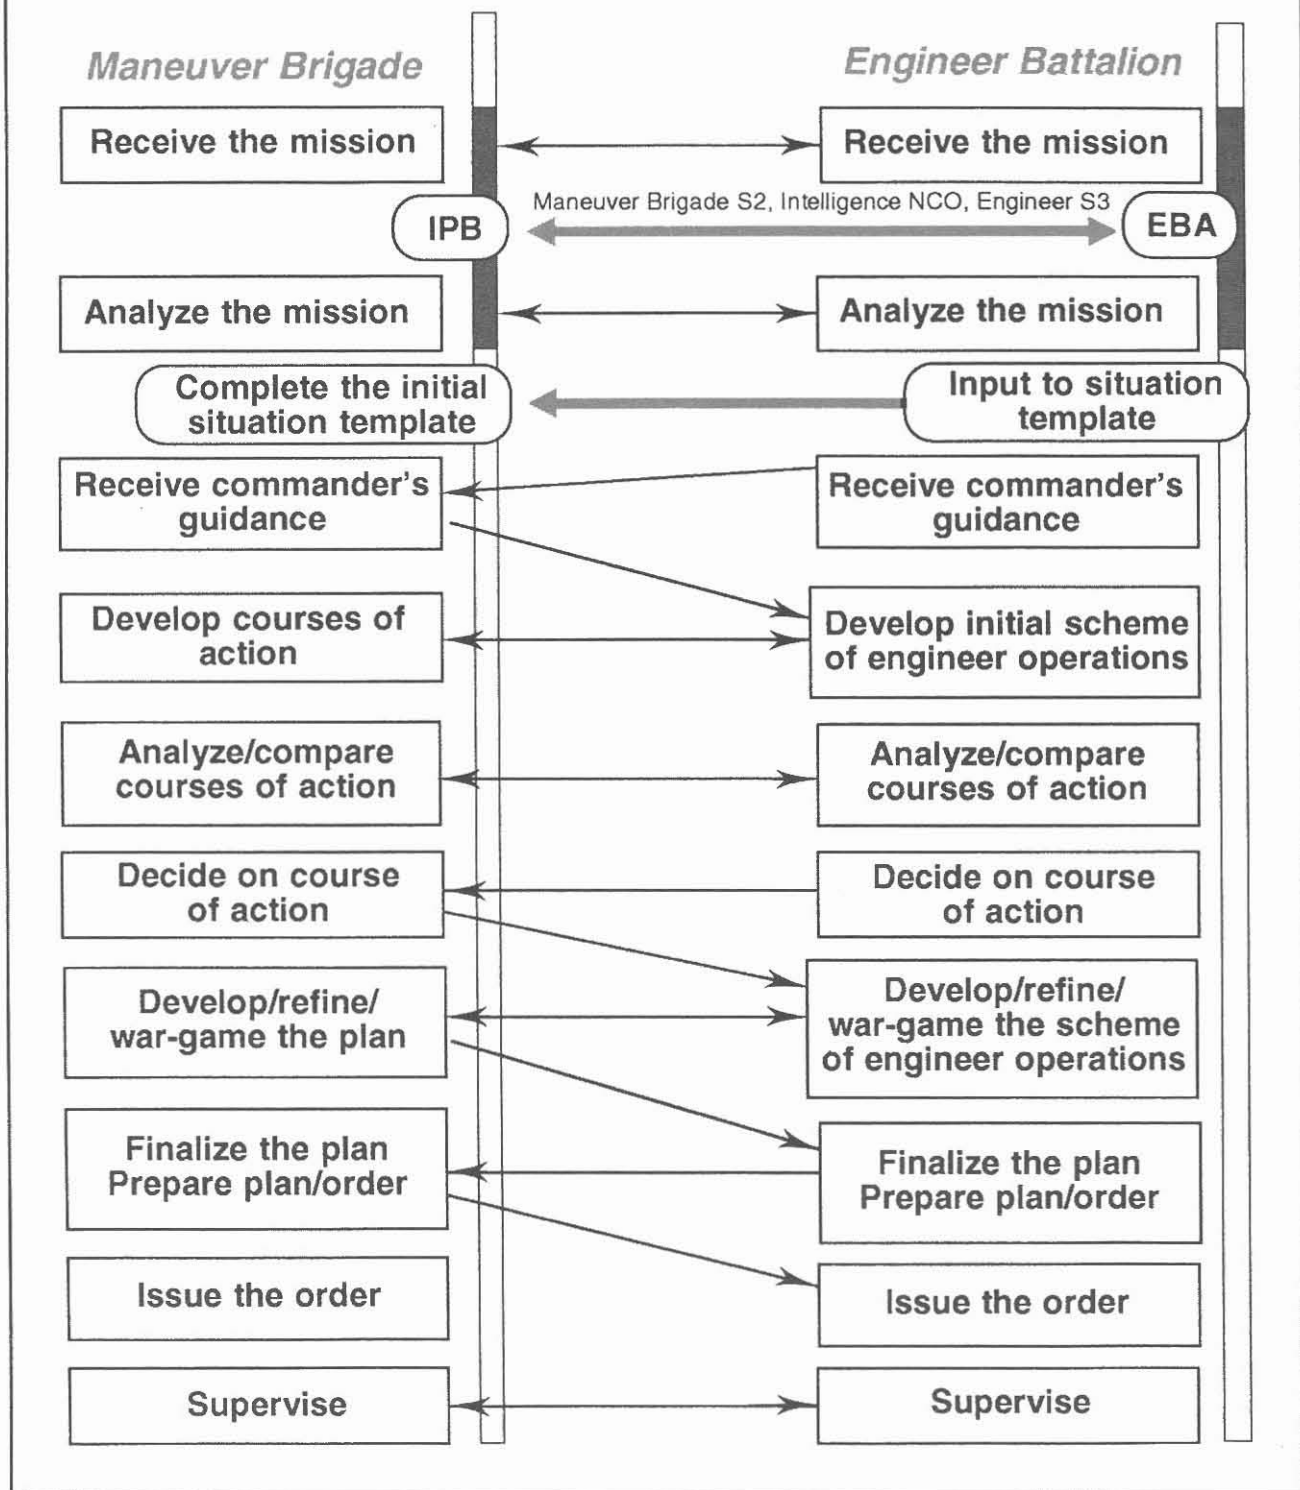 Maneuver Brigade
Engineer Battalion
Receive the mission
Receive the mission
Maneuver Brigade S2, Intelligence NCO, Engineer S3
IPB
EBA
Analyze the mission
Analyze the mission
Complete the initial
situation template
Input to situation
template
Receive commander's
guidance
Receive commander's
guidance
Develop courses of
action
Develop initial scheme
of engineer operations
Analyze/compare
courses of action
Analyze/compare
courses of action
Decide on course
of action
Decide on course
of action
Develop/refine/
war-game the plan
Develop/refine/
war-game the scheme
of engineer operations
Finalize the plan
Prepare plan/order
Finalize the plan
Prepare plan/order
Issue the order
Issue the order
Supervise
Supervise